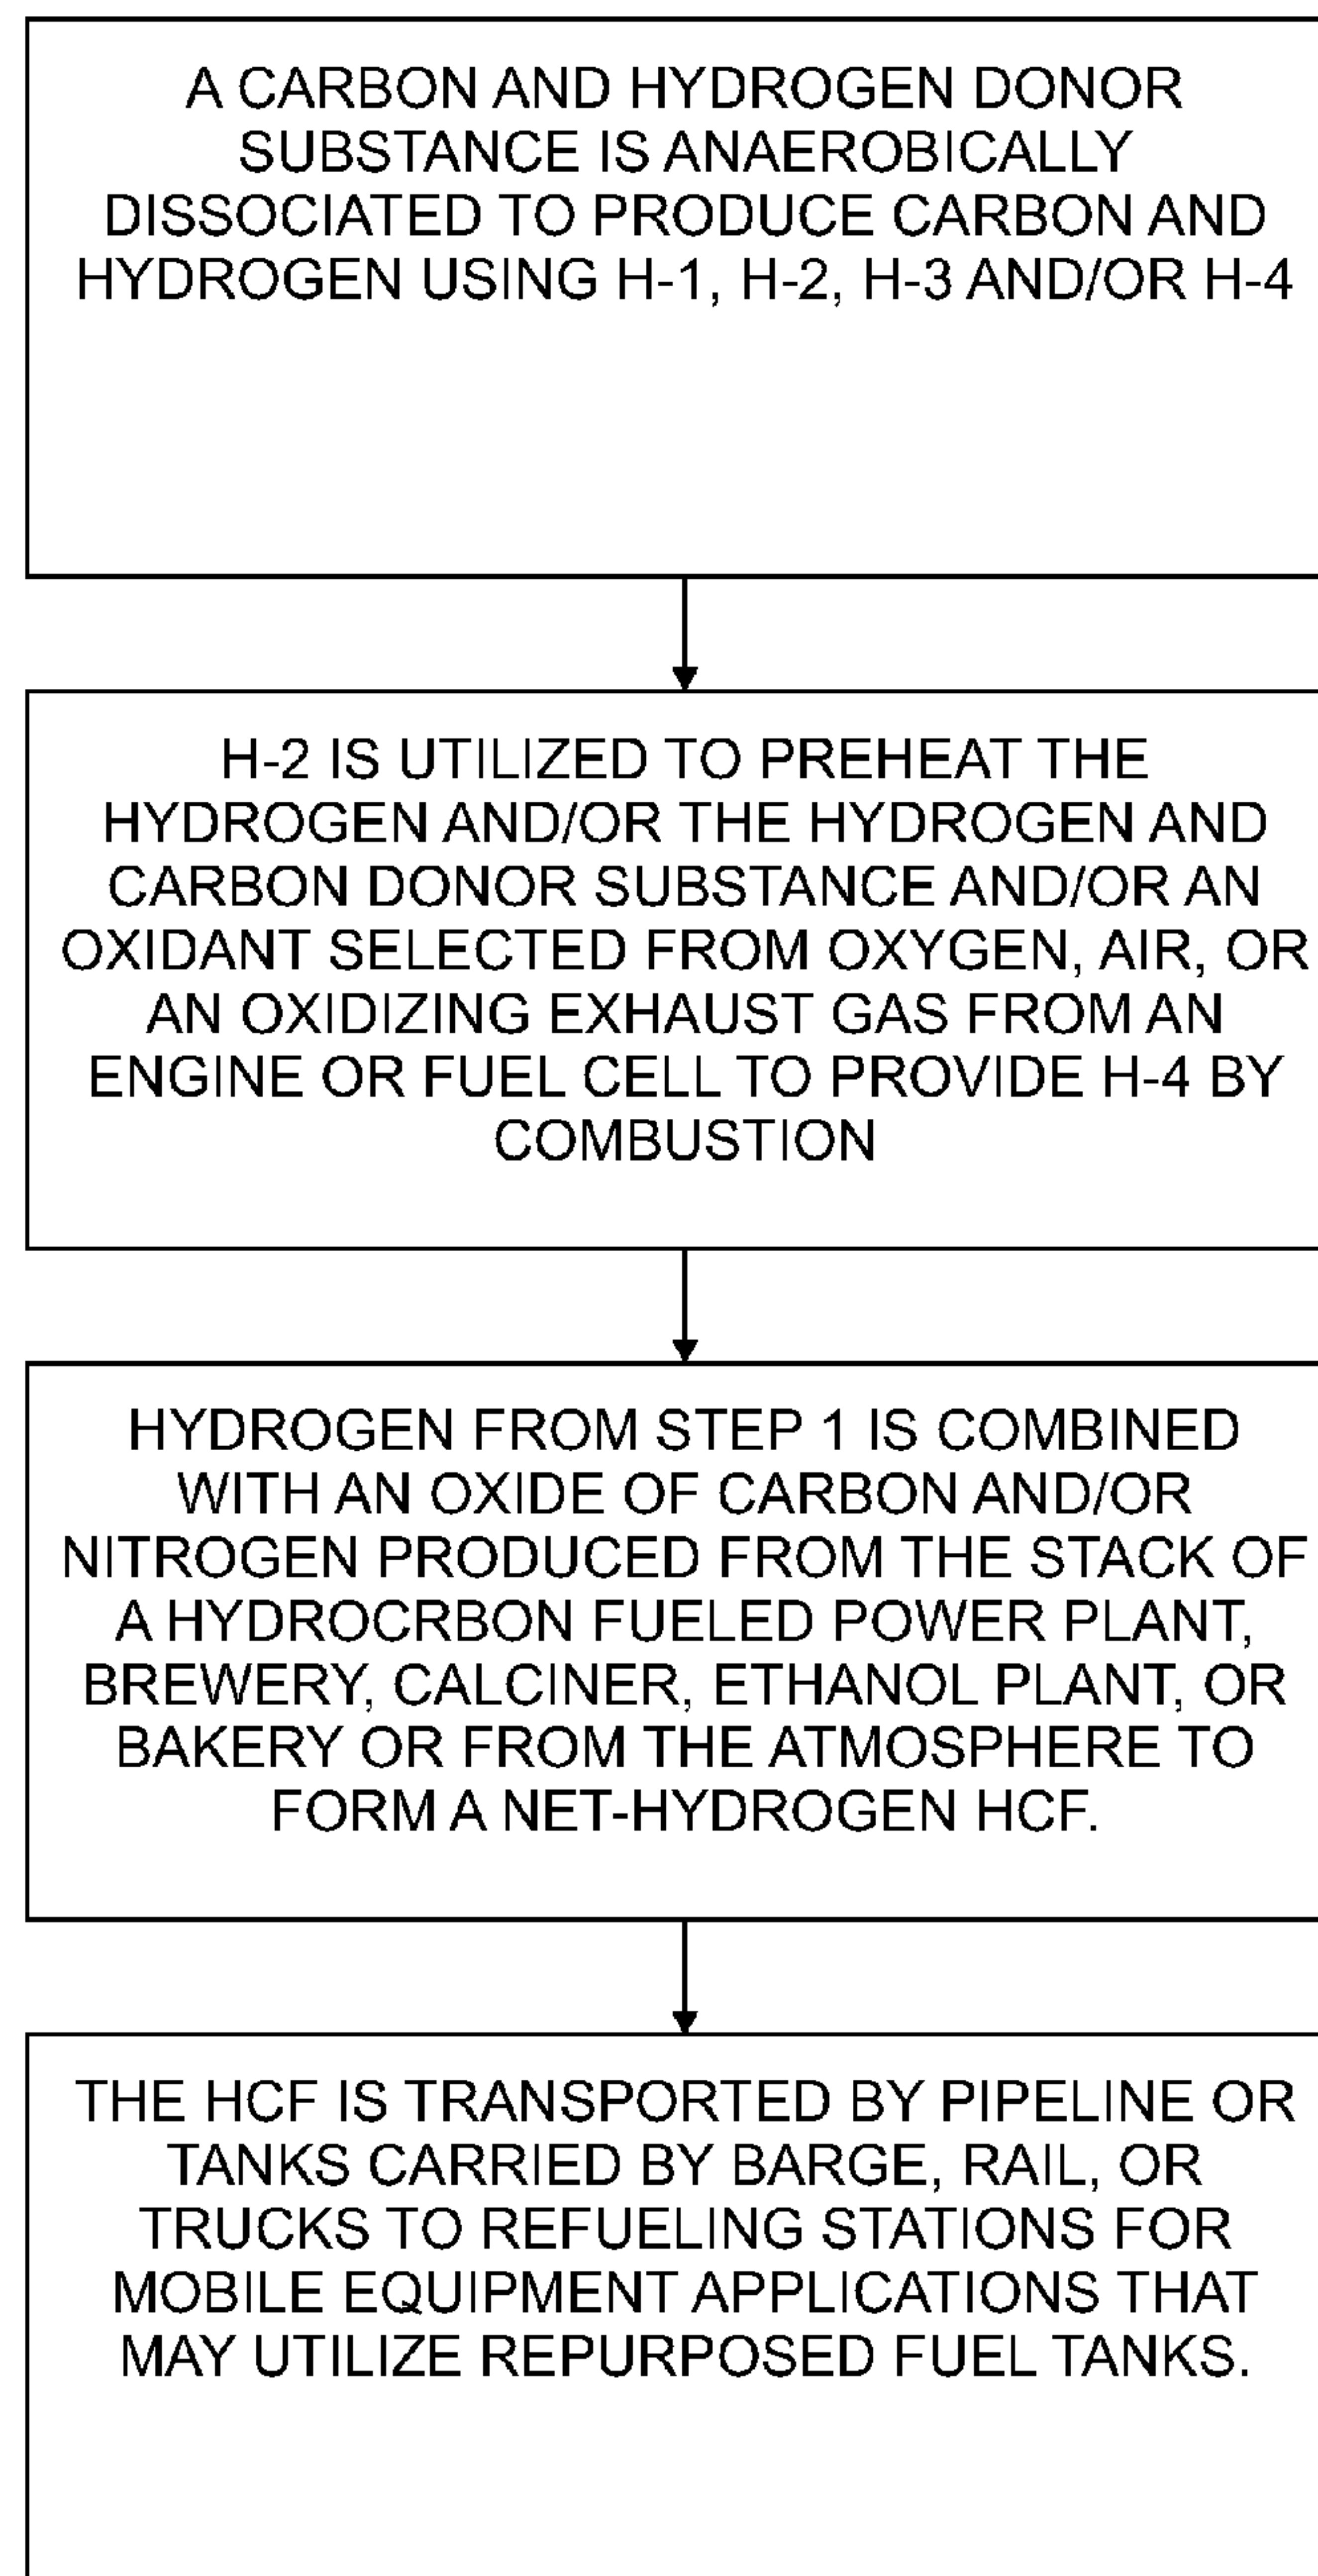 A CARBON AND HYDROGEN DONOR
SUBSTANCE IS ANAEROBICALLY
DISSOCIATED TO PRODUCE CARBON AND
HYDROGEN USING H-1, H-2, H-3 AND/OR H-4
H-2 IS UTILIZED TO PREHEAT THE
HYDROGEN AND/OR THE HYDROGEN AND
CARBON DONOR SUBSTANCE AND/OR AN
OXIDANT SELECTED FROM OXYGEN, AIR, OR
AN OXIDIZING EXHAUST GAS FROM AN
ENGINE OR FUEL CELL TO PROVIDE H-4 BY
COMBUSTION
HYDROGEN FROM STEP 1 IS COMBINED
WITH AN OXIDE OF CARBON AND/OR
NITROGEN PRODUCED FROM THE STACK OF
A HYDROCRBON FUELED POWER PLANT,
BREWERY, CALCINER, ETHANOL PLANT, OR
BAKERY OR FROM THE ATMOSPHERE TO
FORM A NET-HYDROGEN HCF.
THE HCF IS TRANSPORTED BY PIPELINE OR
TANKS CARRIED BY BARGE, RAIL, OR
TRUCKS TO REFUELING STATIONS FOR
MOBILE EQUIPMENT APPLICATIONS THAT
MAY UTILIZE REPURPOSED FUEL TANKS.